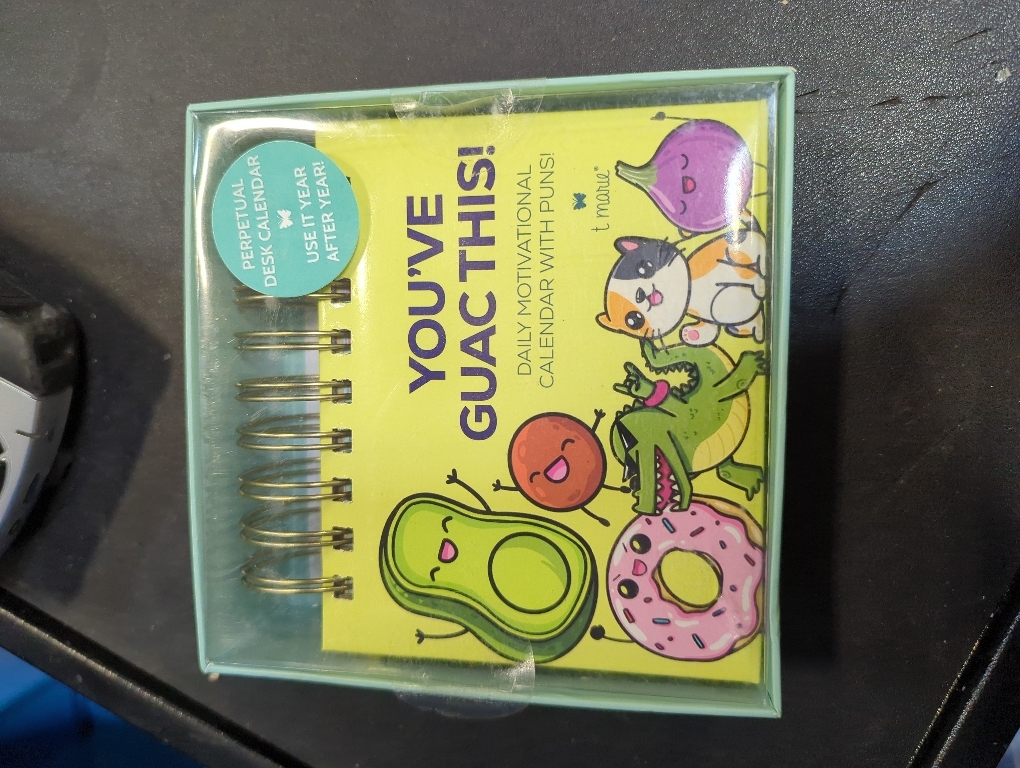 PERPETUAL
DESK CALENDAR
USE IT YEAR
AFTER YEAR!
YOU'VE
GUAC THIS!
DAILY MOTIVATIONAL
CALENDAR WITH PUNS!
t marie®